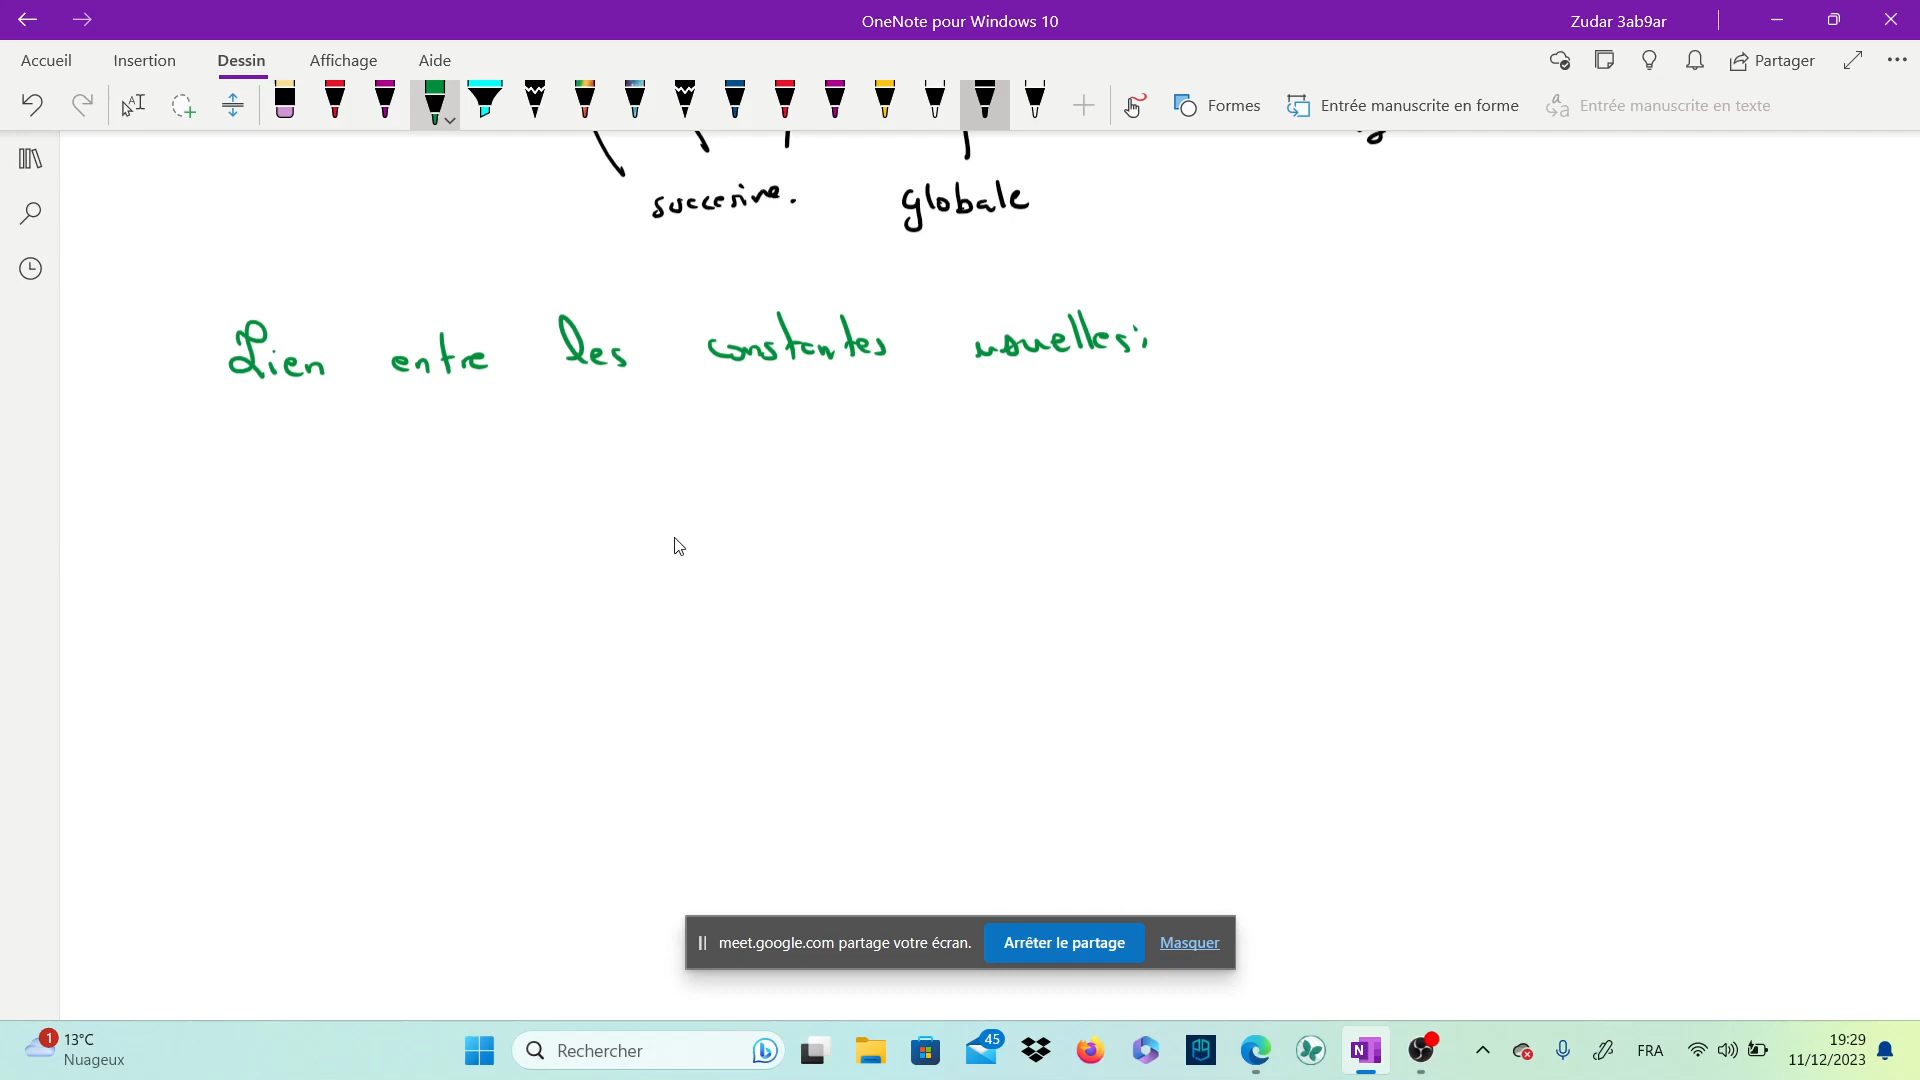 OneNote pour Windows 10
Zudar 3ab9ar
Accueil Insertion Dessin Affichage Aide
Partager
Formes Entrée manuscrite en forme Entrée manuscrite en texte
succesive. globale
Lien entre les constantes usuelles:
meet.google.com partage votre écran. Arrêter le partage Masquer
1 13°C
Nuageux
Rechercher
45
FRA
19:29
11/12/2023